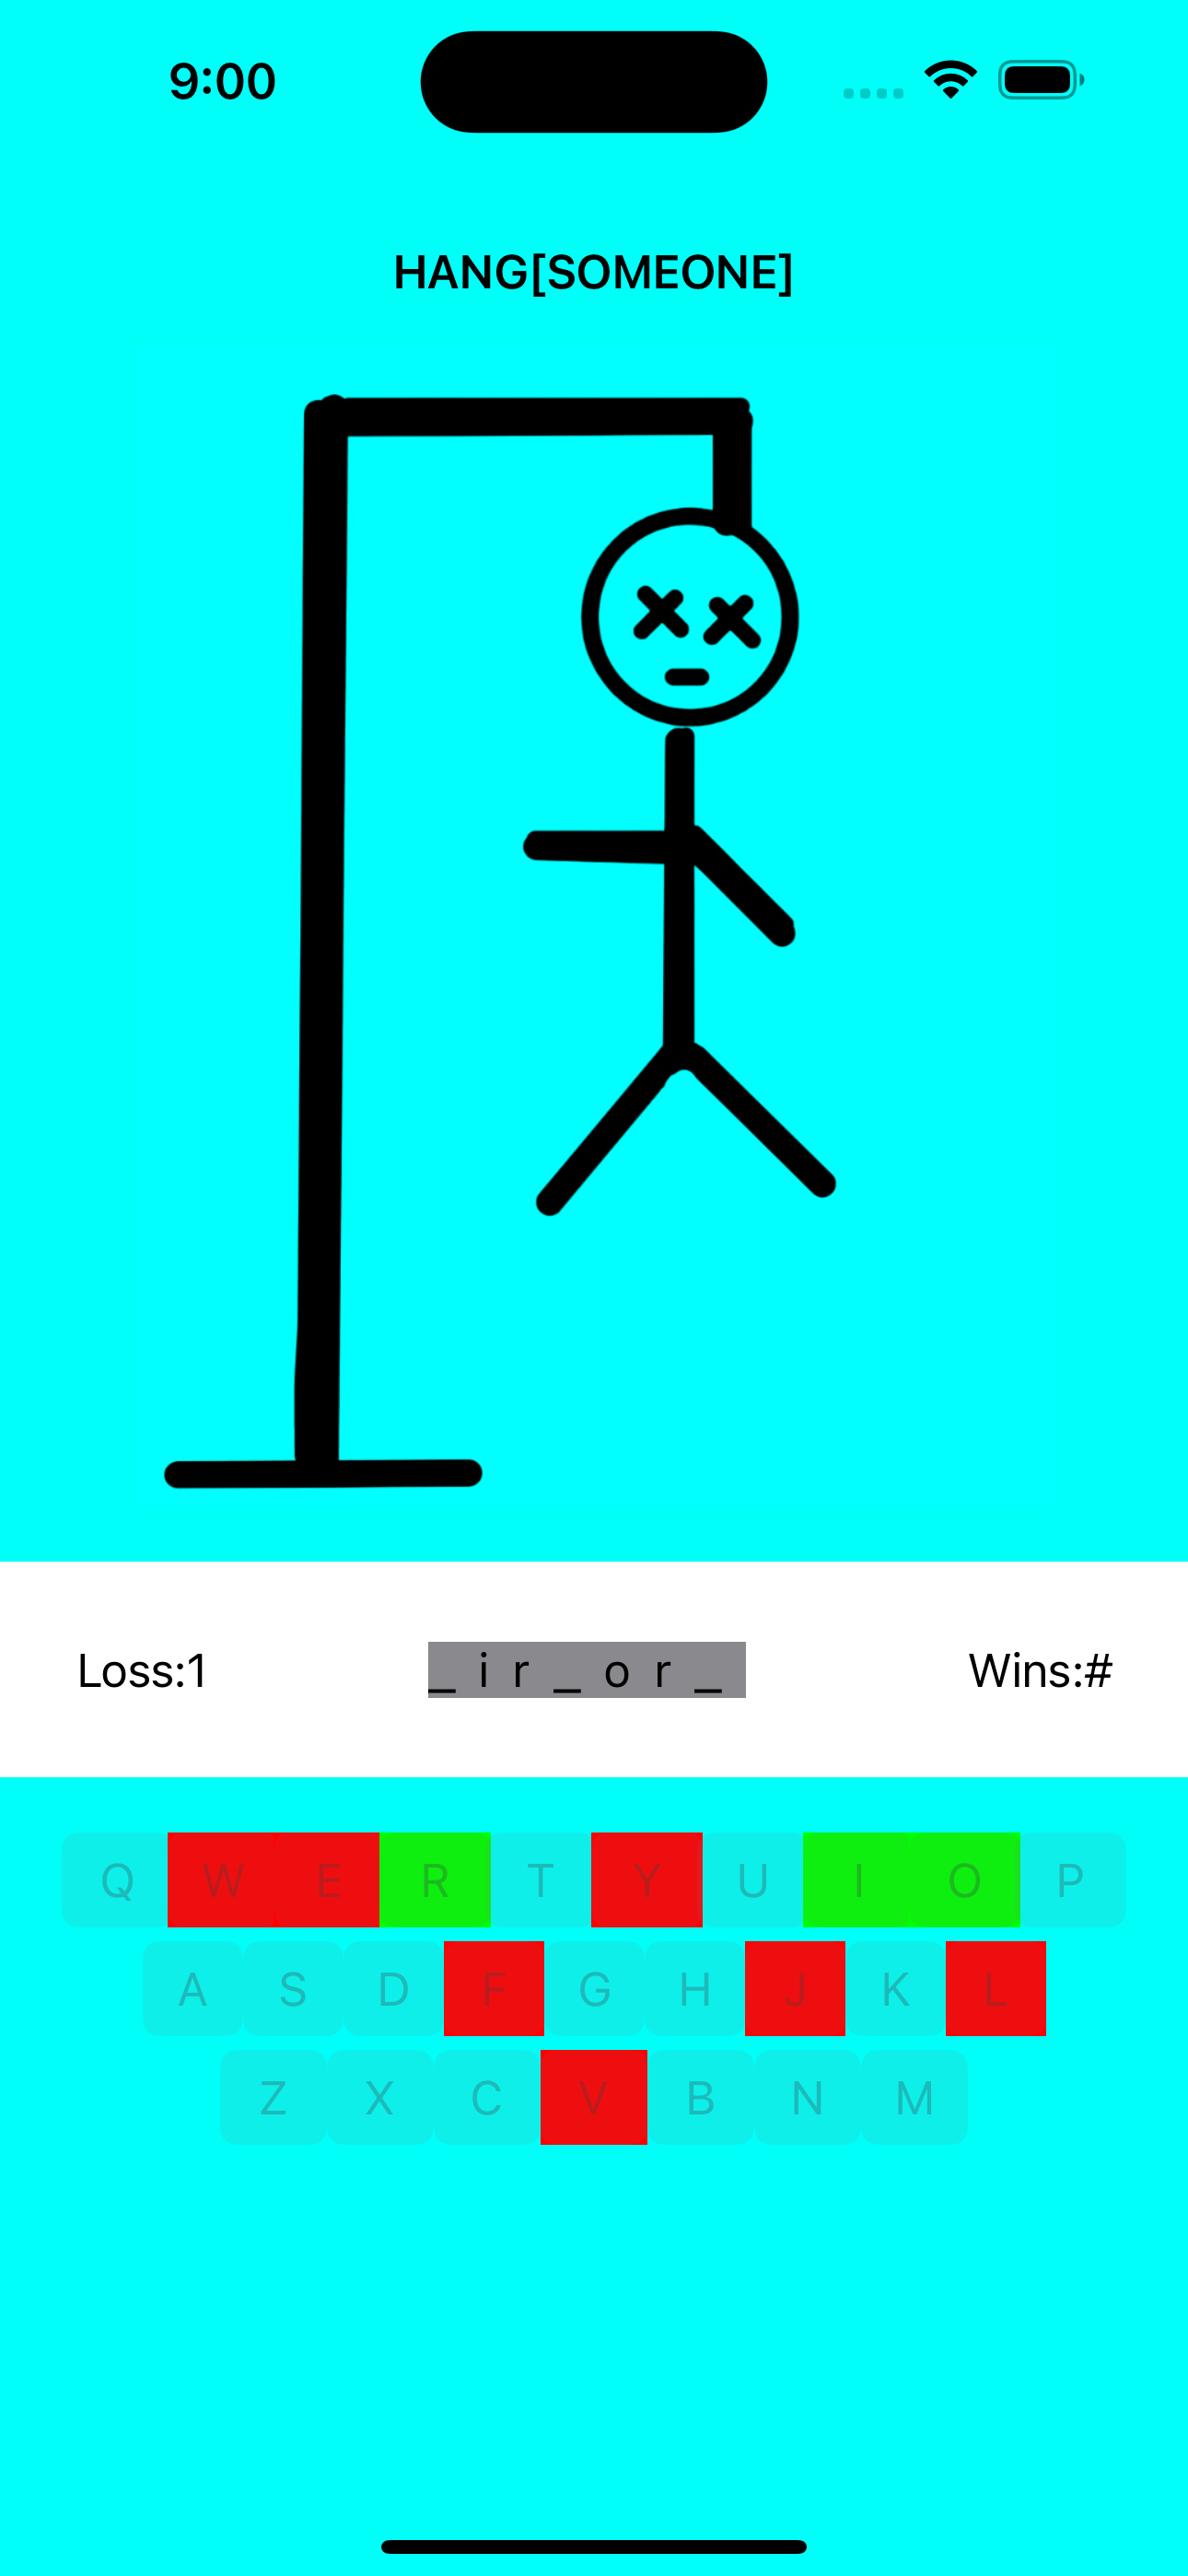 9:00
HANG[SOMEONE]
Loss:1 _ i r _ o r _ Wins:#
Q W E R T Y U I O P
A S D F G H J K L
Z X C V B N M